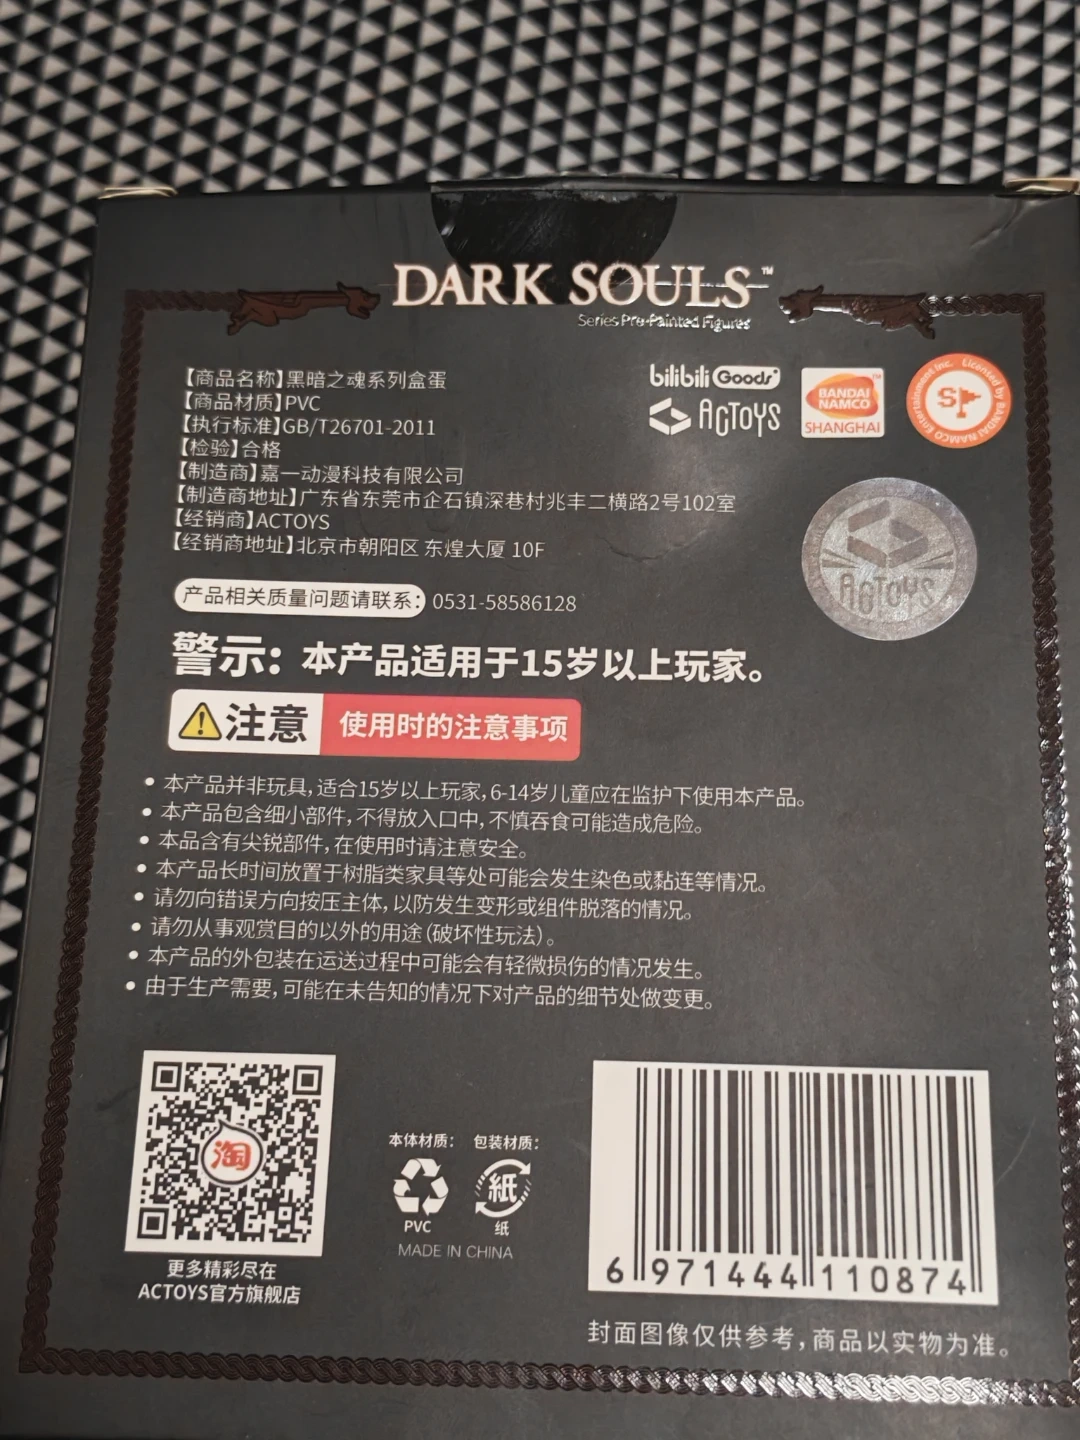 DARK SOULS™
Series Pre-Painted Figures
【商品名称】黑暗之魂系列盒蛋
【商品材质】PVC
【执行标准】GB/T26701-2011
【检验】合格
【制造商】嘉一动漫科技有限公司
【制造商地址】广东省东莞市企石镇深巷村兆丰二横路2号102室
【经销商】ACTOYS
【经销商地址】北京市朝阳区 东煌大厦 10F
bilibili Goods
ACTOYS
BANDAI
NAMCO
SHANGHAI
Licensed by BANDAI NAMCO Entertainment Inc.
SP
ACTOYS
产品相关质量问题请联系：0531-58586128
警示：本产品适用于15岁以上玩家。
注意 使用时的注意事项
• 本产品并非玩具，适合15岁以上玩家，6-14岁儿童应在监护下使用本产品。
• 本产品包含细小部件，不得放入口中，不慎吞食可能造成危险。
• 本品含有尖锐部件，在使用时请注意安全。
• 本产品长时间放置于树脂类家具等处可能会发生染色或黏连等情况。
• 请勿向错误方向按压主体，以防发生变形或组件脱落的情况。
• 请勿从事观赏目的以外的用途（破坏性玩法）。
• 本产品的外包装在运送过程中可能会有轻微损伤的情况发生。
• 由于生产需要，可能在未告知的情况下对产品的细节处做变更。
淘
更多精彩尽在
ACTOYS官方旗舰店
本体材质： 包装材质：
紙
PVC 纸
MADE IN CHINA
6 971444 110874
封面图像仅供参考，商品以实物为准。